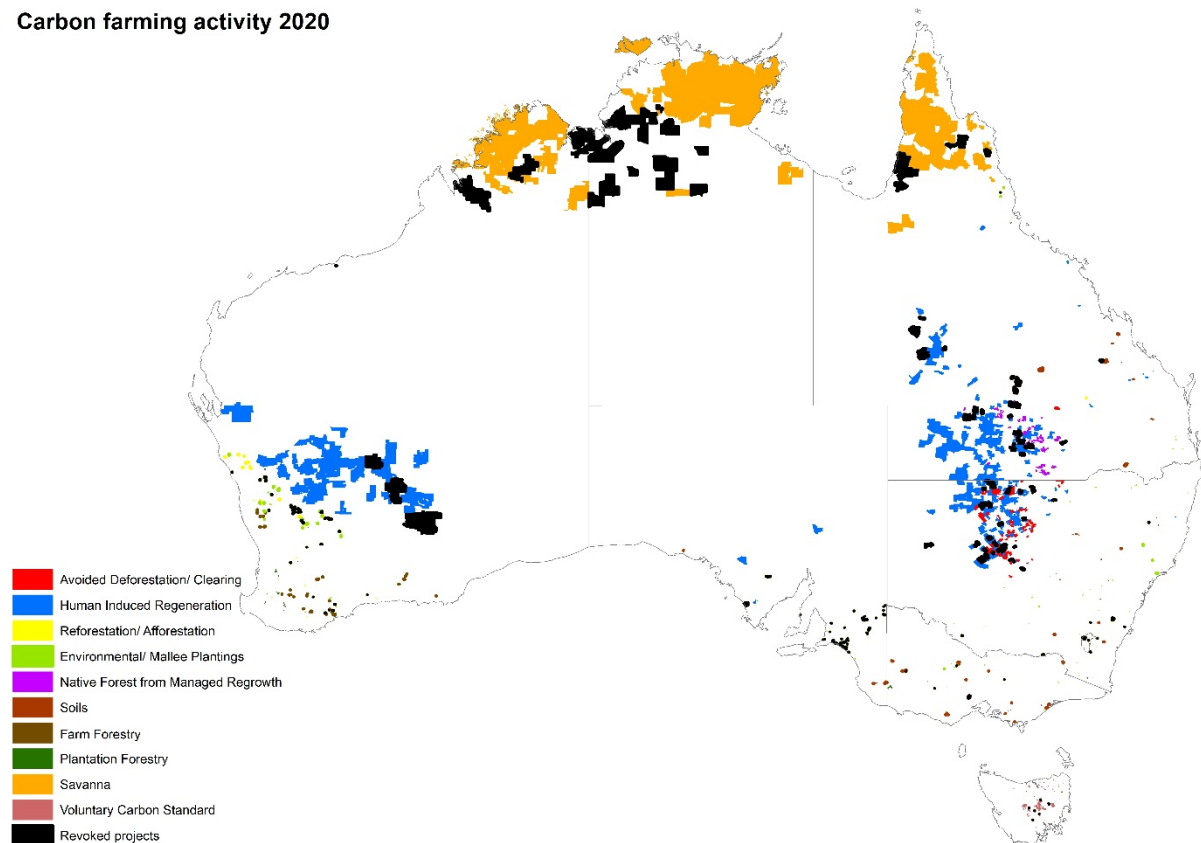 Carbon farming activity 2020
Avoided Deforestation/ Clearing
Human Induced Regeneration
Reforestation/ Afforestation
Environmental/ Mallee Plantings
Native Forest from Managed Regrowth
Soils
Farm Forestry
Plantation Forestry
Savanna
Voluntary Carbon Standard
Revoked projects